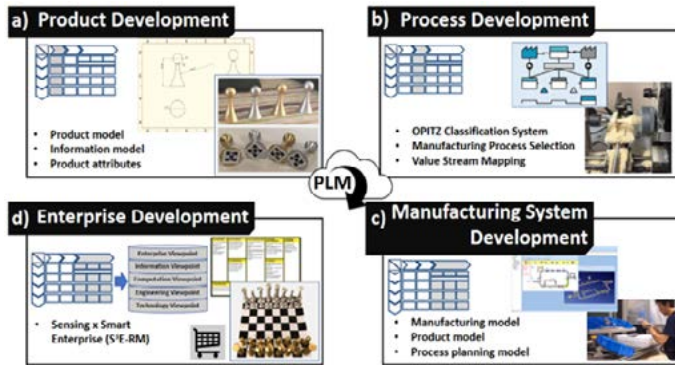 a) Product Development
• Product model
• Information model
• Product attributes
b) Process Development
• OPITZ Classification System
• Manufacturing Process Selection
• Value Stream Mapping
PLM
d) Enterprise Development
Enterprise Viewpoint
Information Viewpoint
Computation Viewpoint
Engineering Viewpoint
Technology Viewpoint
• Sensing x Smart
Enterprise (S³E-RM)
c) Manufacturing System
Development
• Manufacturing model
• Product model
• Process planning model